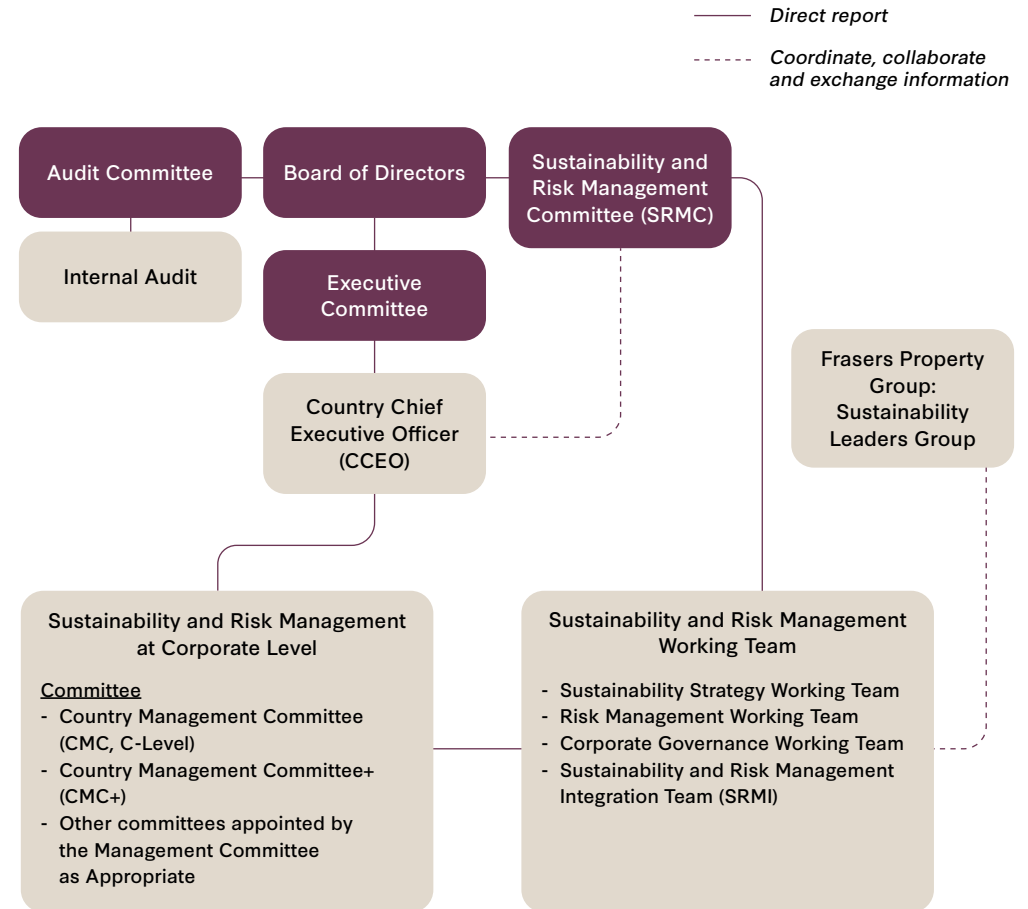 Direct report
Coordinate, collaborate
and exchange information
Audit Committee
Board of Directors
Sustainability and
Risk Management
Committee (SRMC)
Internal Audit
Executive
Committee
Country Chief
Executive Officer
(CCEO)
Frasers Property
Group:
Sustainability
Leaders Group
Sustainability and Risk Management
at Corporate Level
Committee
- Country Management Committee
(CMC, C-Level)
- Country Management Committee+
(CMC+)
- Other committees appointed by
the Management Committee
as Appropriate
Sustainability and Risk Management
Working Team
- Sustainability Strategy Working Team
- Risk Management Working Team
- Corporate Governance Working Team
- Sustainability and Risk Management
Integration Team (SRMI)